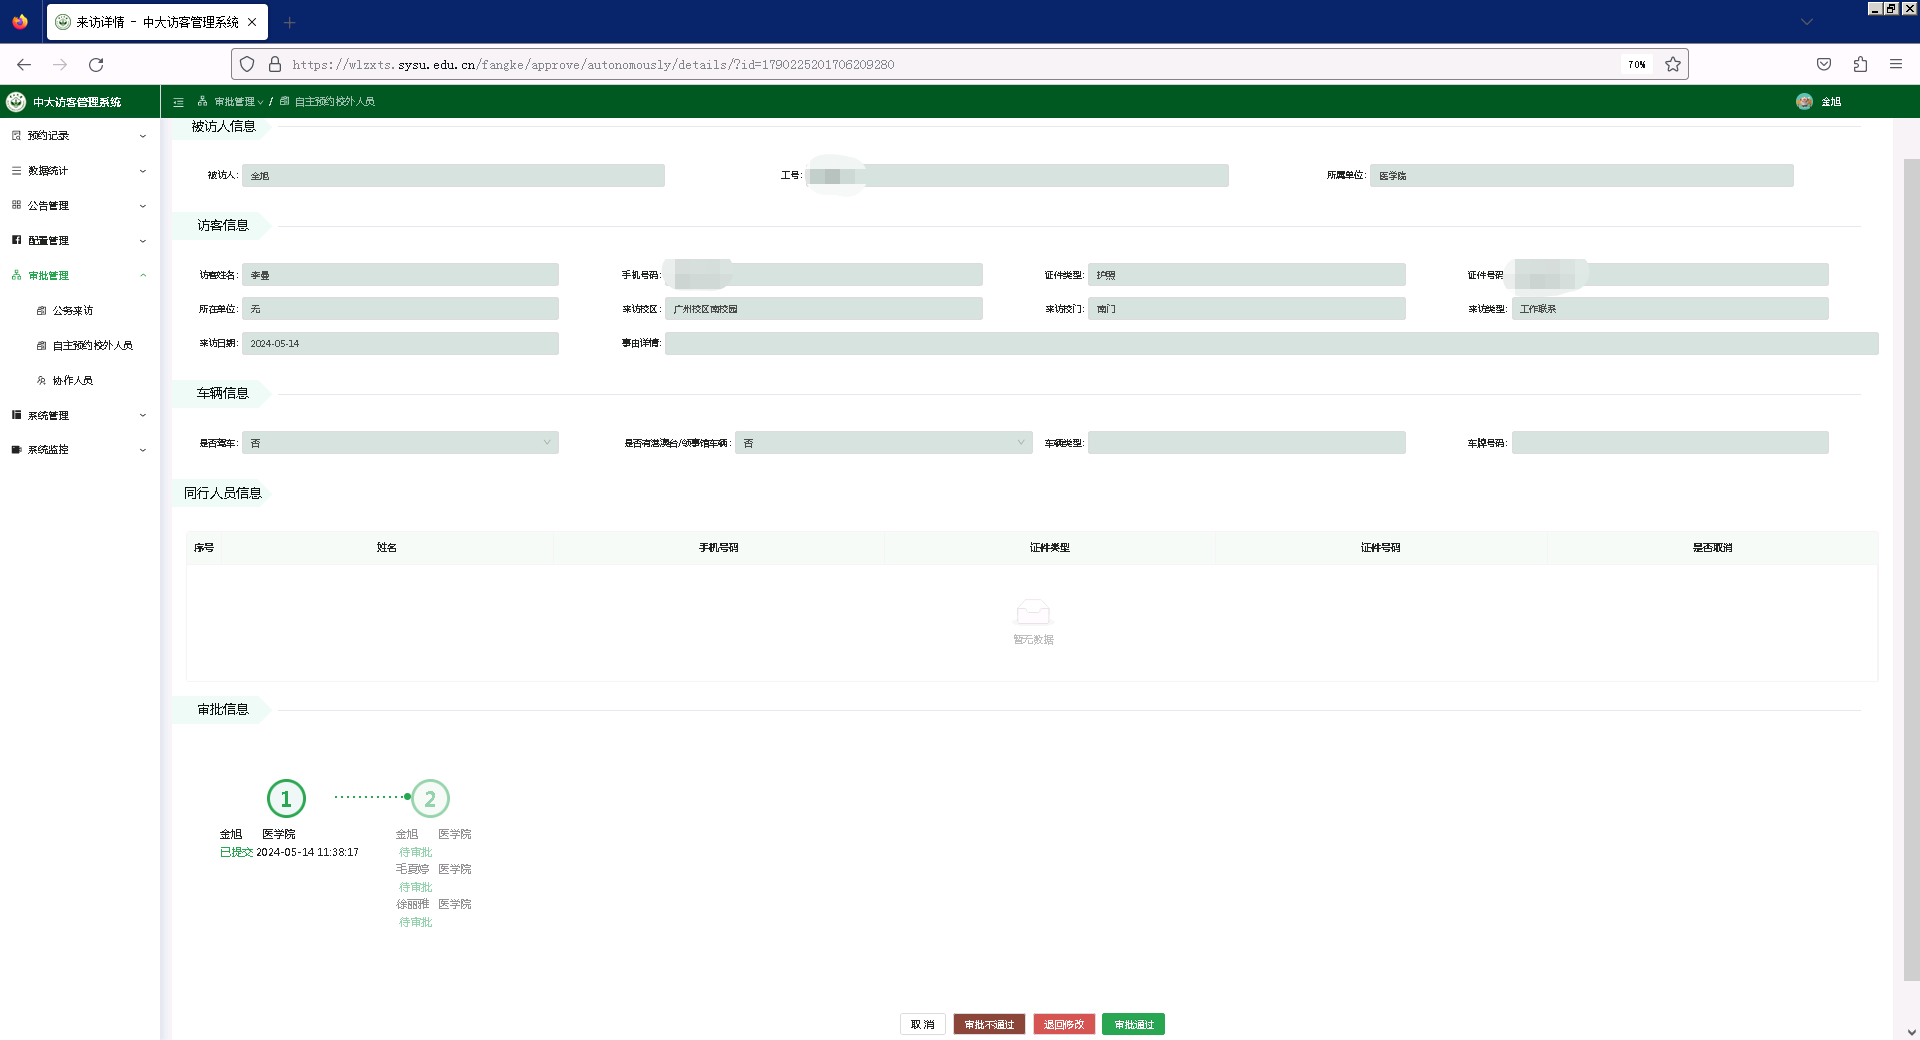 来访详情 - 中大访客管理系统
https://wlzxts.sysu.edu.cn/fangke/approve/autonomously/details/?id=1790225201706209280
70%
中大访客管理系统
审批管理 / 自主预约校外人员
金旭
预约记录
数据统计
公告管理
配置管理
审批管理
公务来访
自主预约校外人员
协作人员
系统管理
系统监控
被访人信息
被访人: 金旭
工号:
所属单位: 医学院
访客信息
访客姓名: 李曼
手机号码:
证件类型: 护照
证件号码
所在单位: 无
来访校区: 广州校区南校园
来访校门: 南门
来访类型: 工作联系
来访日期: 2024-05-14
事由详情:
车辆信息
是否驾车: 否
是否有港澳台/领事馆车辆: 否
车辆类型:
车牌号码:
同行人员信息
序号 姓名 手机号码 证件类型 证件号码 是否取消
暂无数据
审批信息
1
金旭 医学院
已提交 2024-05-14 11:38:17
2
金旭 医学院
待审批
毛夏婷 医学院
待审批
徐丽雅 医学院
待审批
取 消 审批不通过 退回修改 审批通过